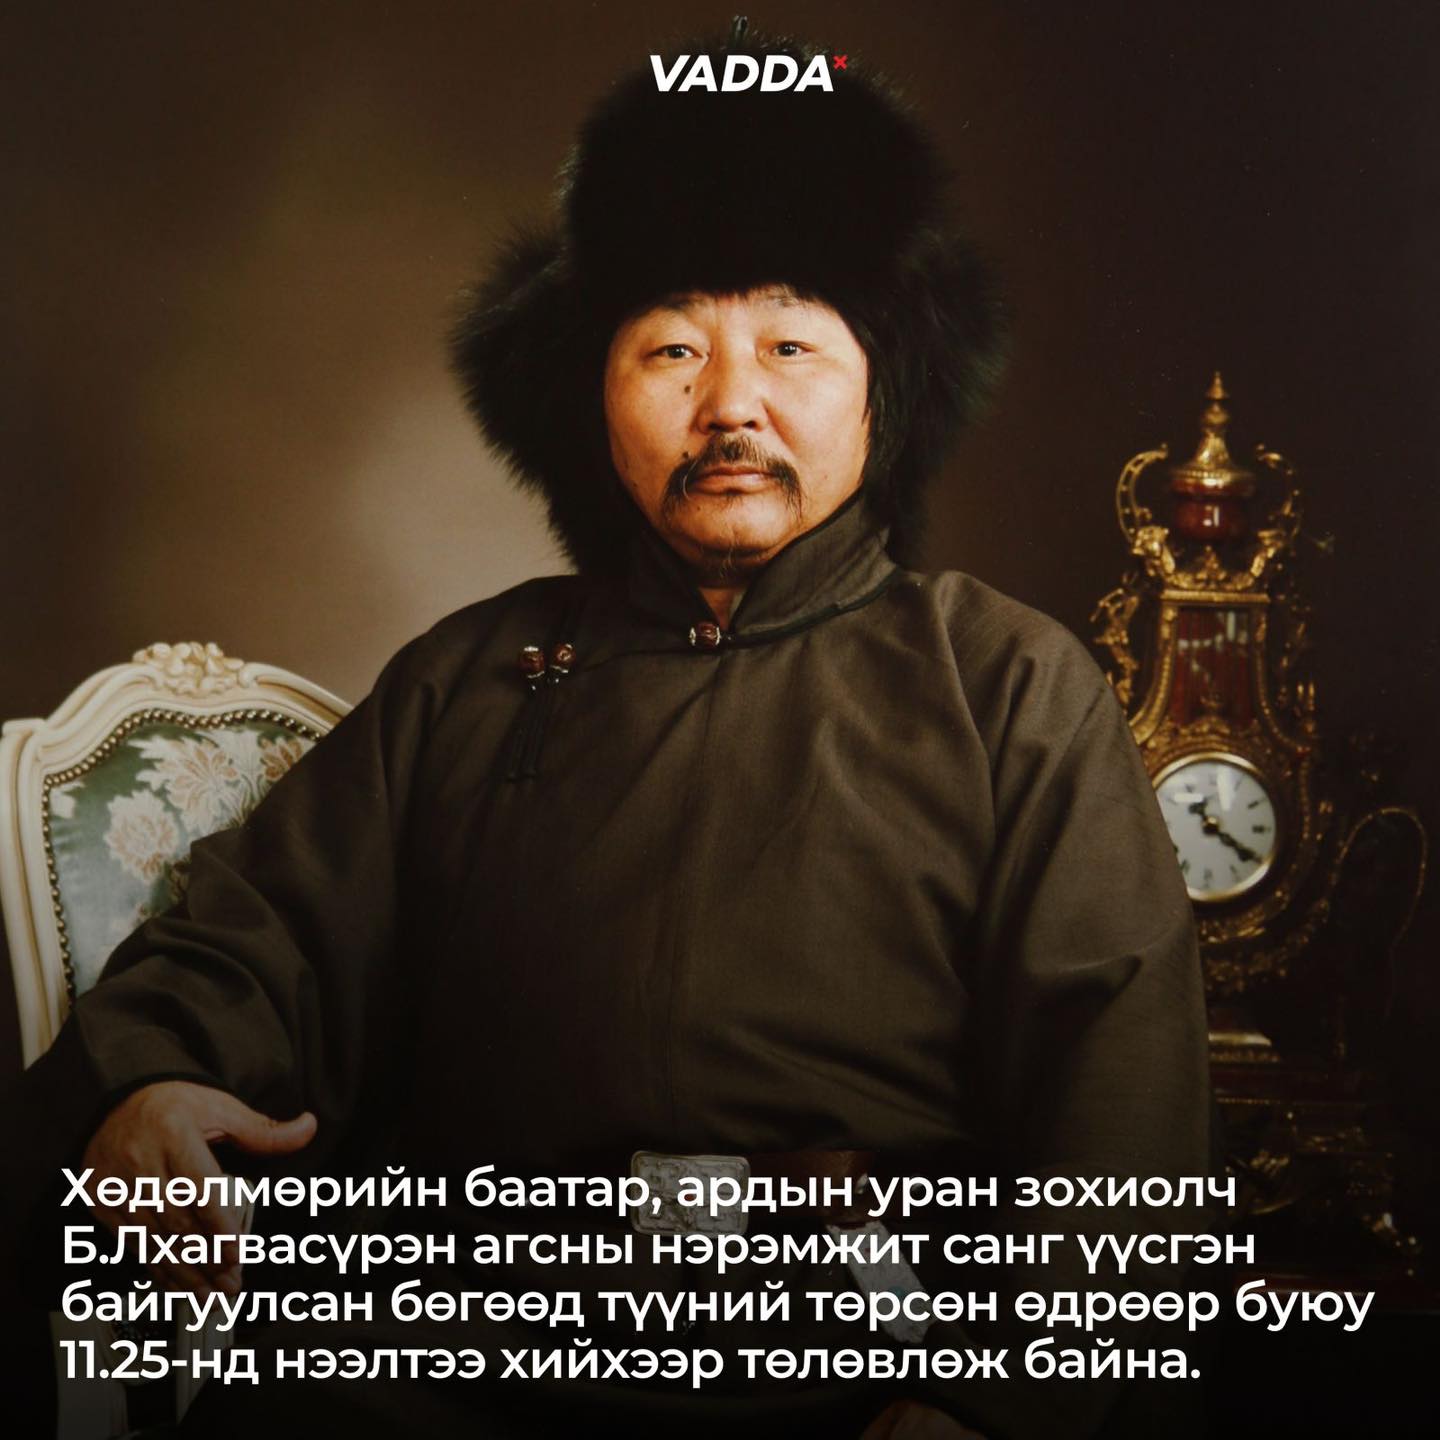 VADDA×
Хөдөлмөрийн баатар, ардын уран зохиолч
Б.Лхагвасүрэн агсны нэрэмжит санг үүсгэн
байгуулсан бөгөөд түүний төрсөн өдрөөр буюу
11.25-нд нээлтээ хийхээр төлөвлөж байна.